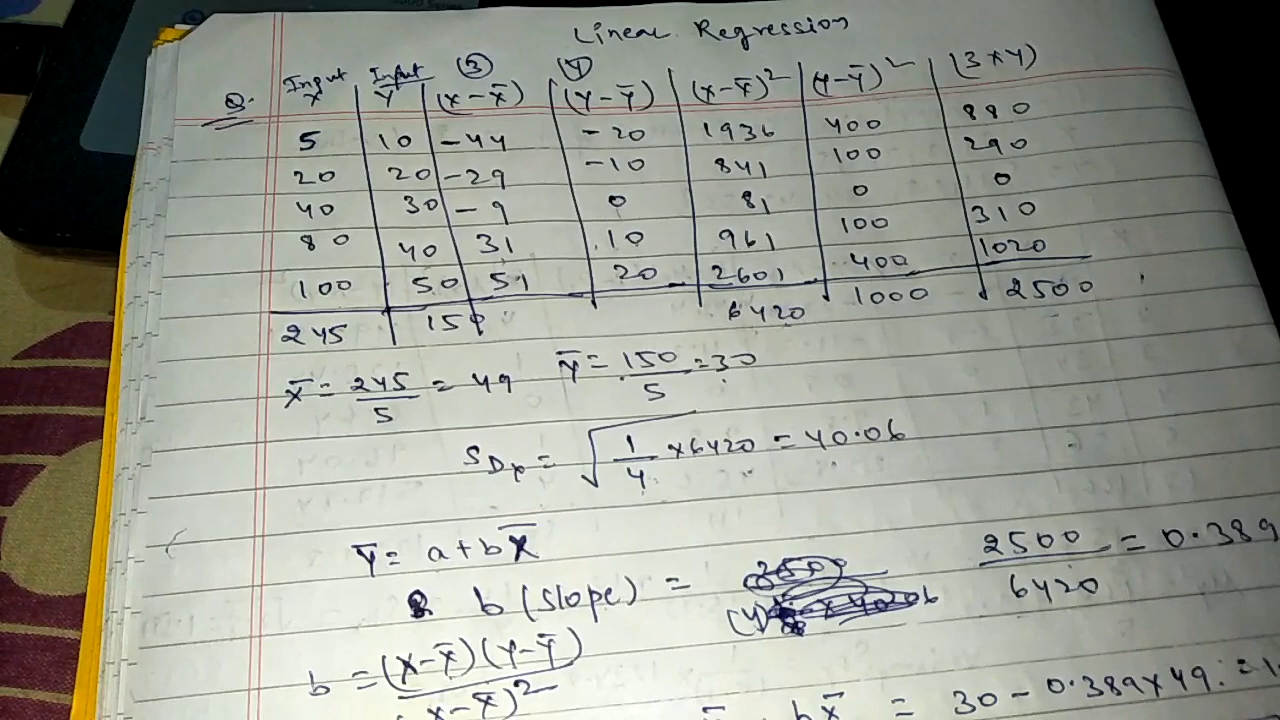 Linear Regression
Q. Input X | Input Y | ③ (x-x̄) | ④ (Y-Ȳ) | (x-x̄)² | (Y-Ȳ)² | (3×4)
5 | 10 | -44 | -20 | 1936 | 400 | 880
20 | 20 | -29 | -10 | 841 | 100 | 290
40 | 30 | -9 | 0 | 81 | 0 | 0
80 | 40 | 31 | 10 | 961 | 100 | 310
100 | 50 | 51 | 20 | 2601 | 400 | 1020
245 | 150 | 6420 | 1000 | 2500
x̄ = 245/5 = 49 Ȳ = 150/5 = 30
SDx = √(1/4 × 6420) = 40.06
Ȳ = a + bX̄
b (slope) = 2500/6420 = 0.389
b = (x-x̄)(Y-Ȳ)/(x-x̄)²
bx̄ = 30 - 0.389×49. =